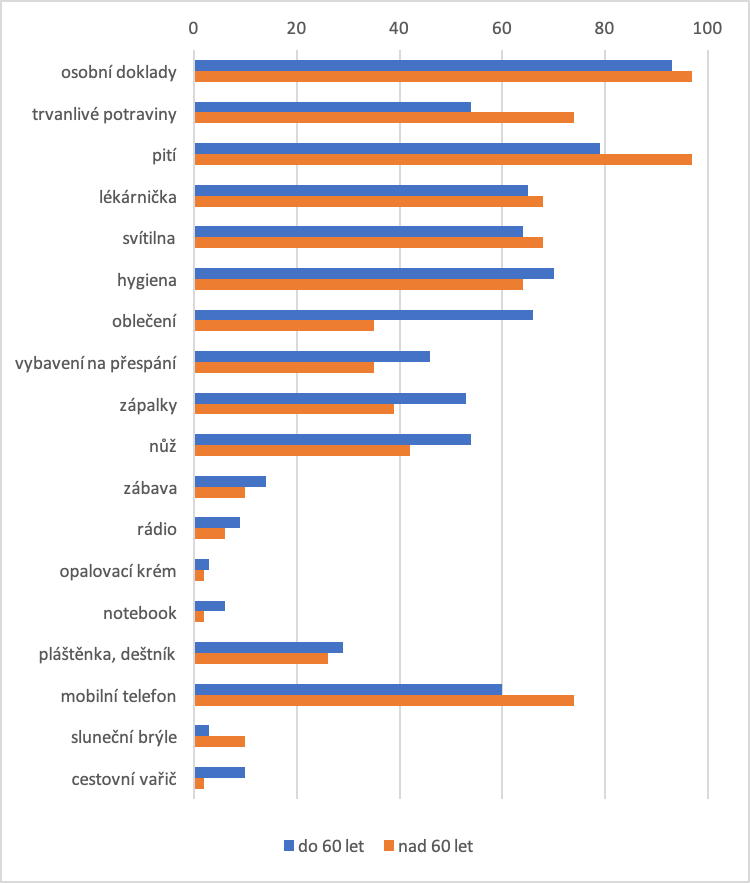 0 20 40 60 80 100
osobní doklady
trvanlivé potraviny
pití
lékárnička
svítilna
hygiena
oblečení
vybavení na přespání
zápalky
nůž
zábava
rádio
opalovací krém
notebook
pláštěnka, deštník
mobilní telefon
sluneční brýle
cestovní vařič
do 60 let nad 60 let